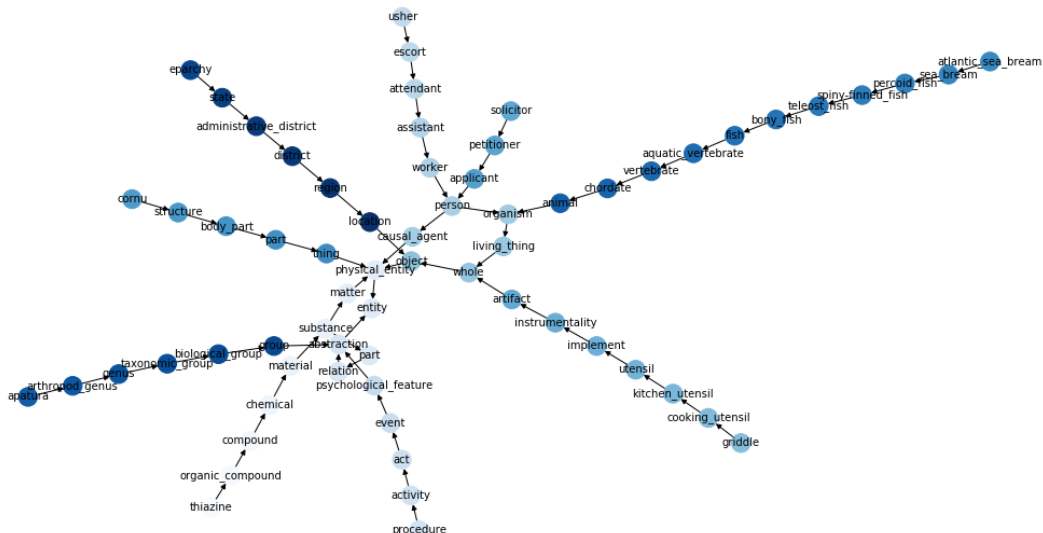 usher
escort
atlantic_sea_bream
sea_bream
eparchy
percoid_fish
attendant
spiny-finned_fish
state
teleost_fish
solicitor
bony_fish
administrative_district
assistant
fish
petitioner
district
aquatic_vertebrate
worker
vertebrate
applicant
region
chordate
cornu
person
animal
structure
organism
location
body_part
causal_agent
part
living_thing
thing
object
physical_entity
whole
matter
artifact
entity
instrumentality
substance
abstraction
group
implement
biological_group
part
taxonomic_group
material
relation
utensil
genus
psychological_feature
arthropod_genus
kitchen_utensil
apatura
chemical
cooking_utensil
event
compound
griddle
act
organic_compound
activity
thiazine
procedure